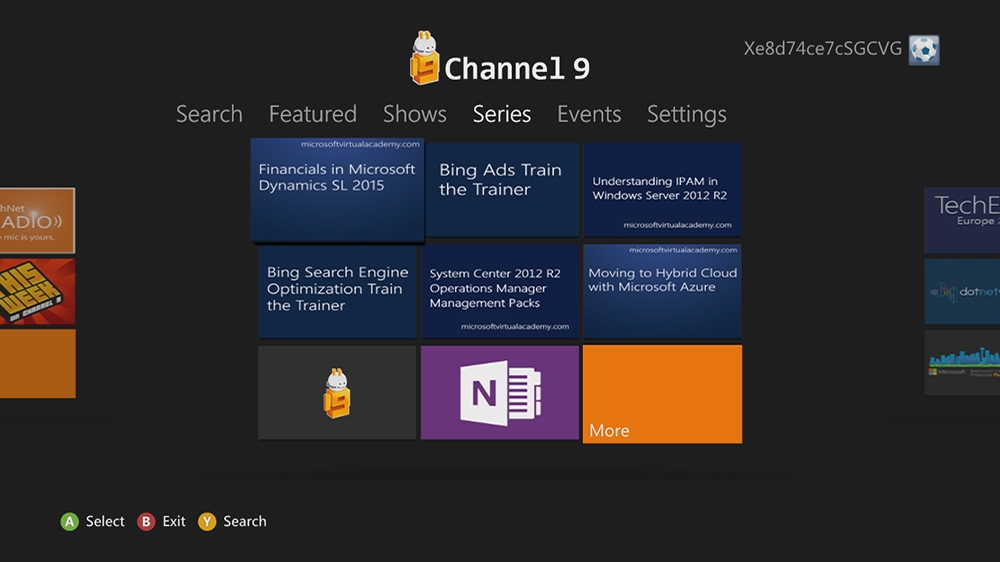 9 Channel 9
Xe8d74ce7cSGCVG
Search Featured Shows Series Events Settings
microsoftvirtualacademy.com
Financials in Microsoft
Dynamics SL 2015
Bing Ads Train
the Trainer
Understanding IPAM in
Windows Server 2012 R2
microsoftvirtualacademy.com
Bing Search Engine
Optimization Train
the Trainer
System Center 2012 R2
Operations Manager
Management Packs
microsoftvirtualacademy.com
microsoftvirtualacademy.com
Moving to Hybrid Cloud
with Microsoft Azure
9
N
More
hNet
ADIO
mic is yours.
THIS
WEEK
ON CHANNEL 9
TechE
Europe
dotnet
Microsoft
A Select B Exit Y Search